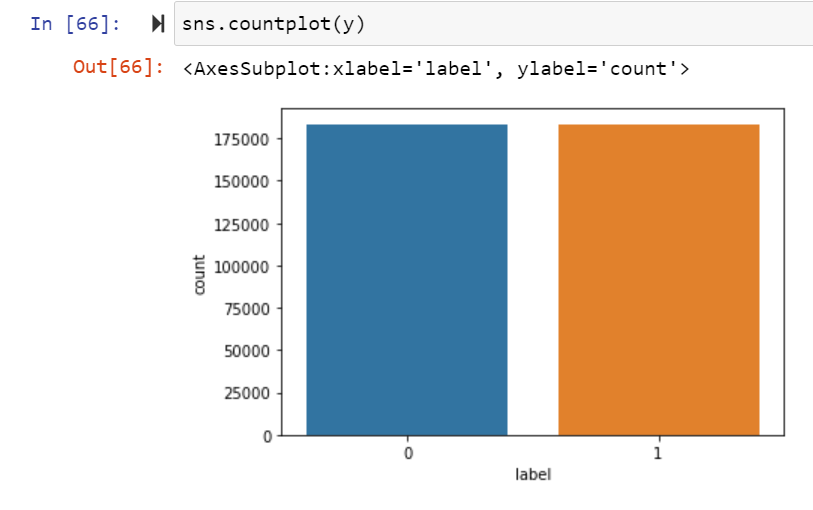 In [66]: sns.countplot(y)
Out[66]: <AxesSubplot:xlabel='label', ylabel='count'>
175000
150000
125000
100000
75000
50000
25000
0
count
0 1
label